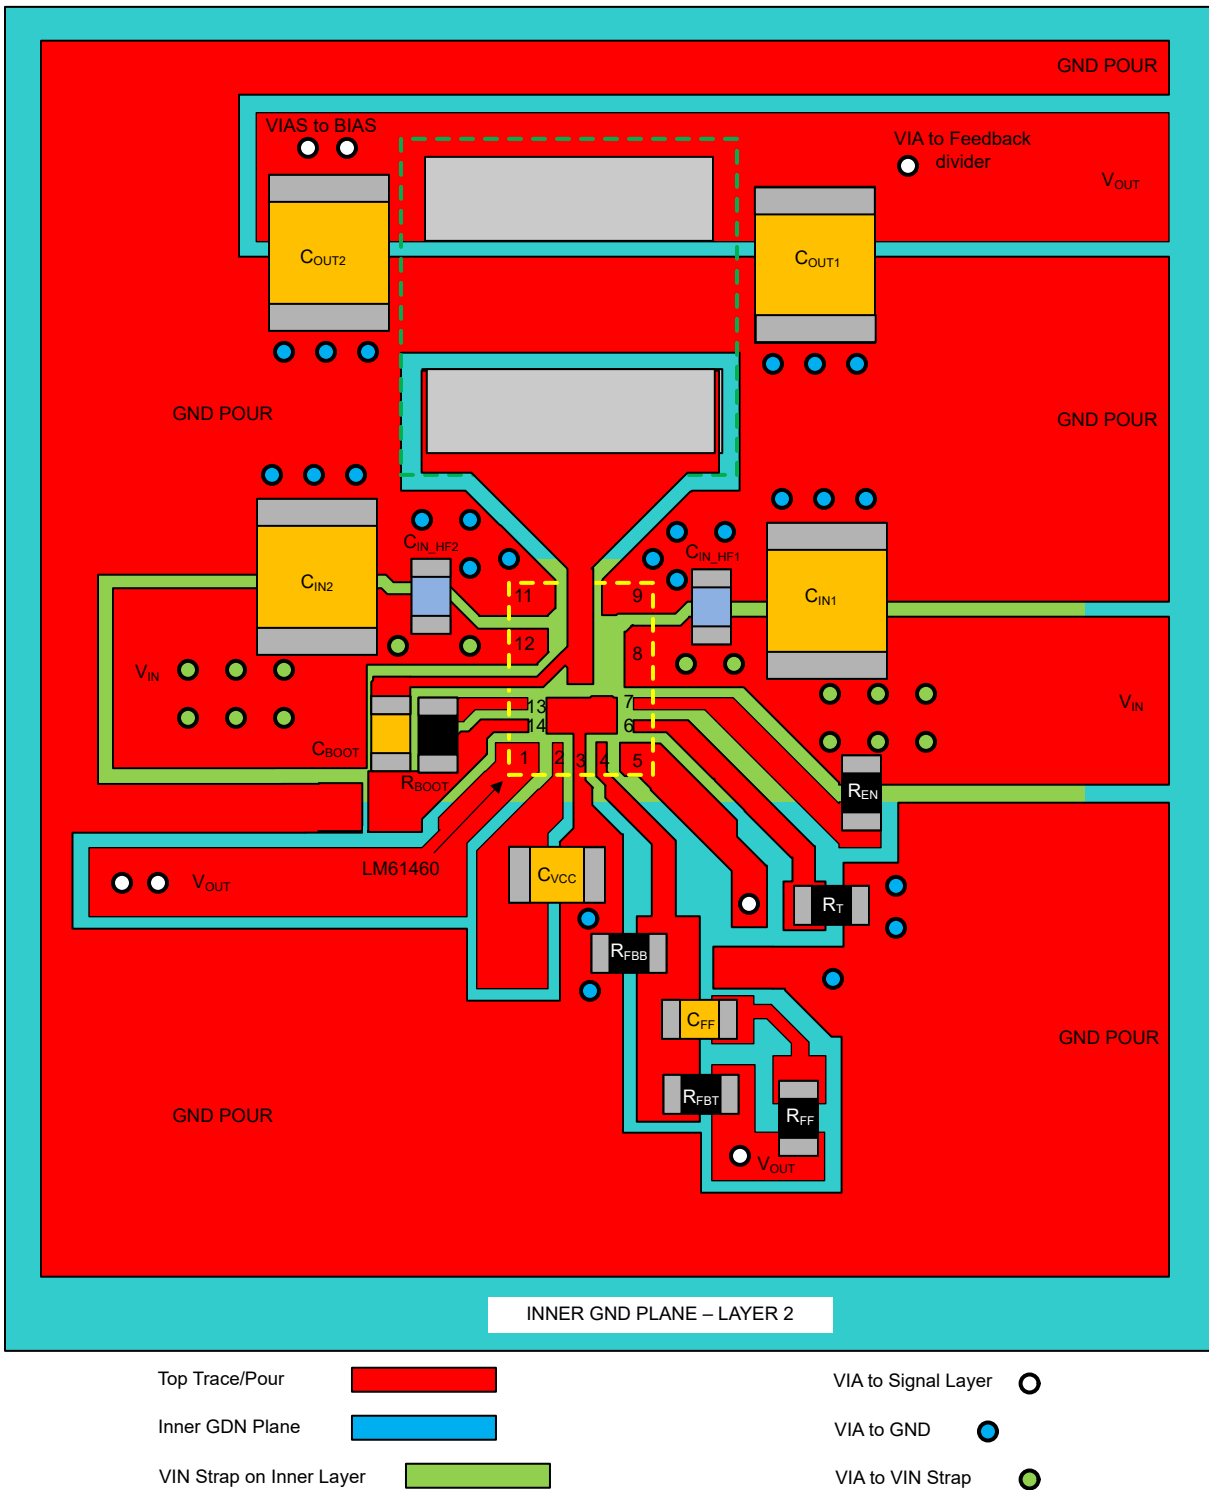 GND POUR
VIAS to BIAS
VIA to Feedback
divider
VOUT
COUT2
COUT1
GND POUR
GND POUR
CIN_HF2
CIN_HF1
CIN2
CIN1
11
9
12
8
VIN
VIN
13
7
14
6
CBOOT
RBOOT
1
2
3
4
5
REN
LM61460
CVCC
VOUT
RT
RFBB
CFF
GND POUR
RFBT
RFF
GND POUR
VOUT
INNER GND PLANE – LAYER 2
Top Trace/Pour
VIA to Signal Layer
Inner GDN Plane
VIA to GND
VIN Strap on Inner Layer
VIA to VIN Strap